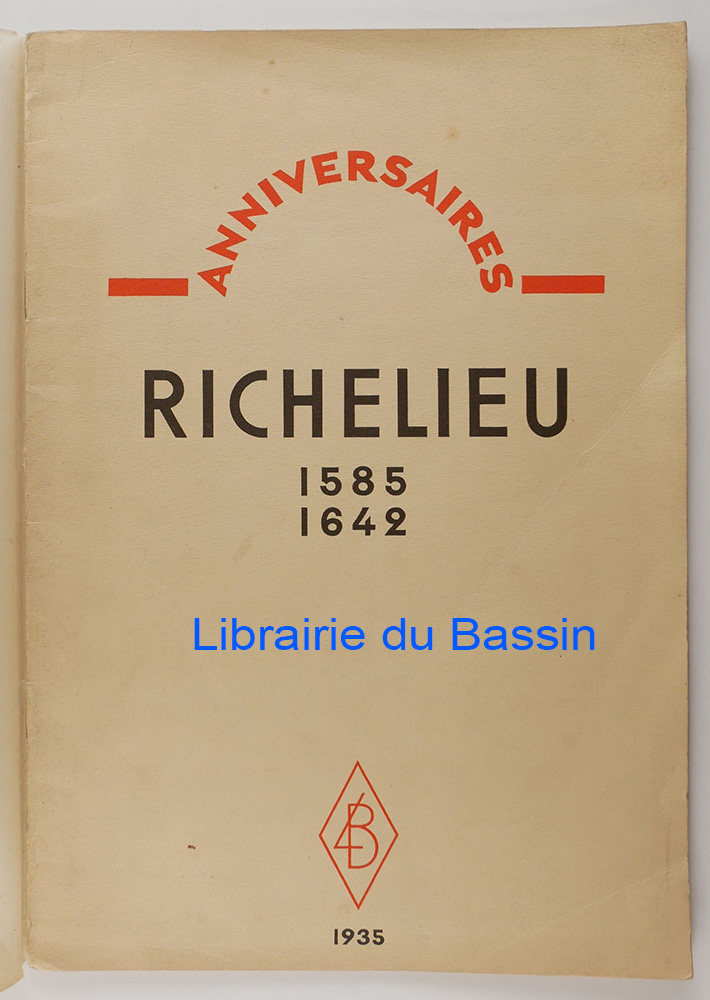 ANNIVERSAIRES
RICHELIEU
1585
1642
Librairie du Bassin
1935